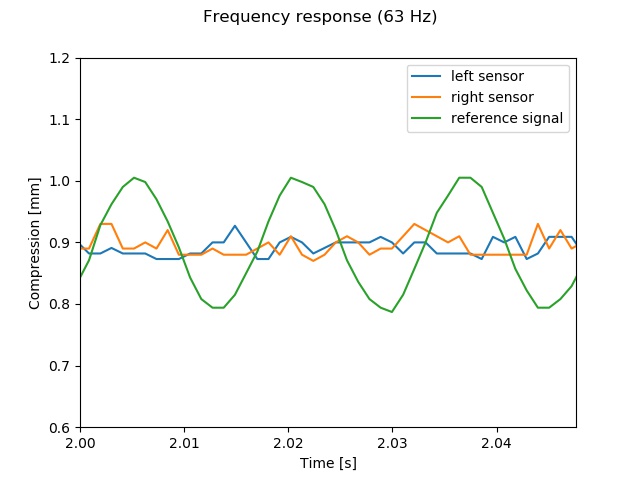 Frequency response (63 Hz)
left sensor
right sensor
reference signal
1.2
1.1
1.0
0.9
0.8
0.7
0.6
Compression [mm]
2.00 2.01 2.02 2.03 2.04
Time [s]